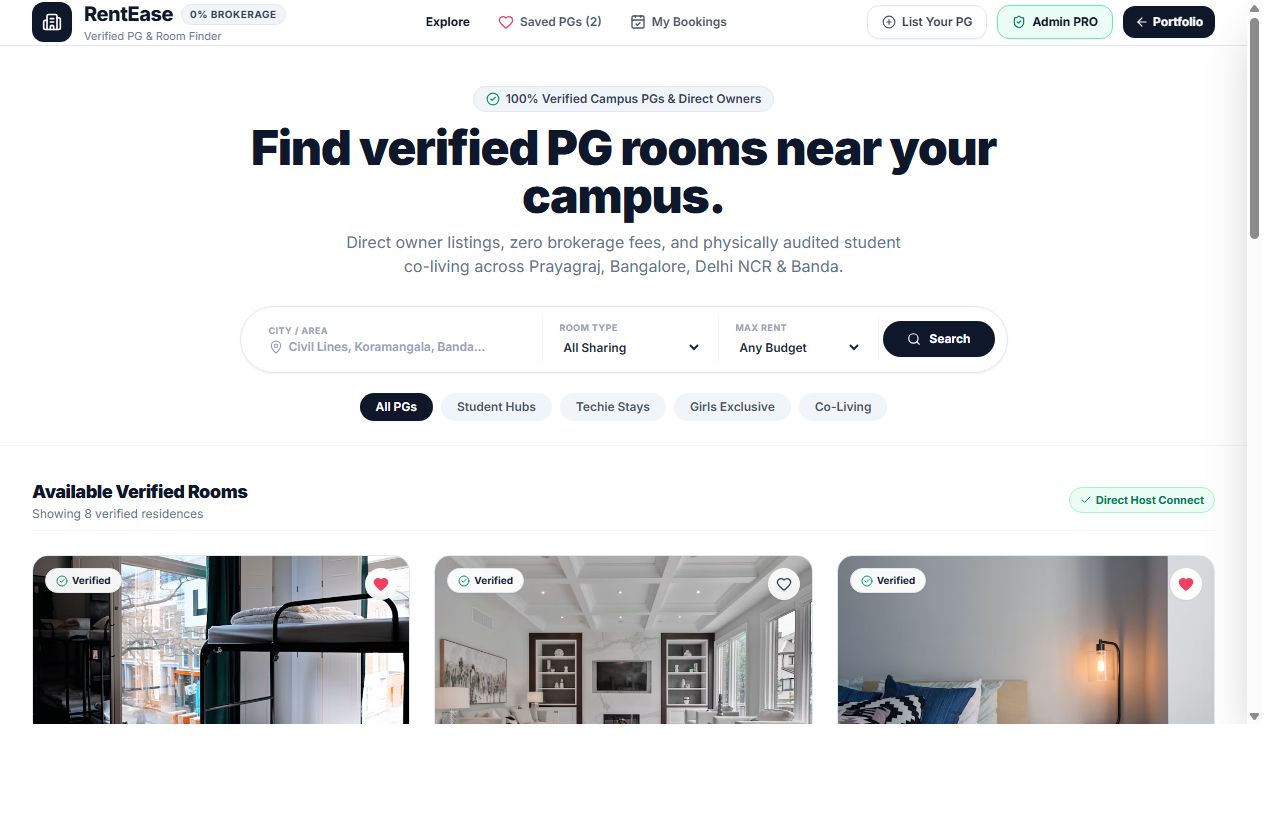 RentEase 0% BROKERAGE
Verified PG & Room Finder
Explore
Saved PGs (2)
My Bookings
List Your PG
Admin PRO
Portfolio
100% Verified Campus PGs & Direct Owners
Find verified PG rooms near your
campus.
Direct owner listings, zero brokerage fees, and physically audited student
co-living across Prayagraj, Bangalore, Delhi NCR & Banda.
CITY / AREA
Civil Lines, Koramangala, Banda...
ROOM TYPE
All Sharing
MAX RENT
Any Budget
Search
All PGs
Student Hubs
Techie Stays
Girls Exclusive
Co-Living
Available Verified Rooms
Showing 8 verified residences
Direct Host Connect
Verified
Verified
Verified